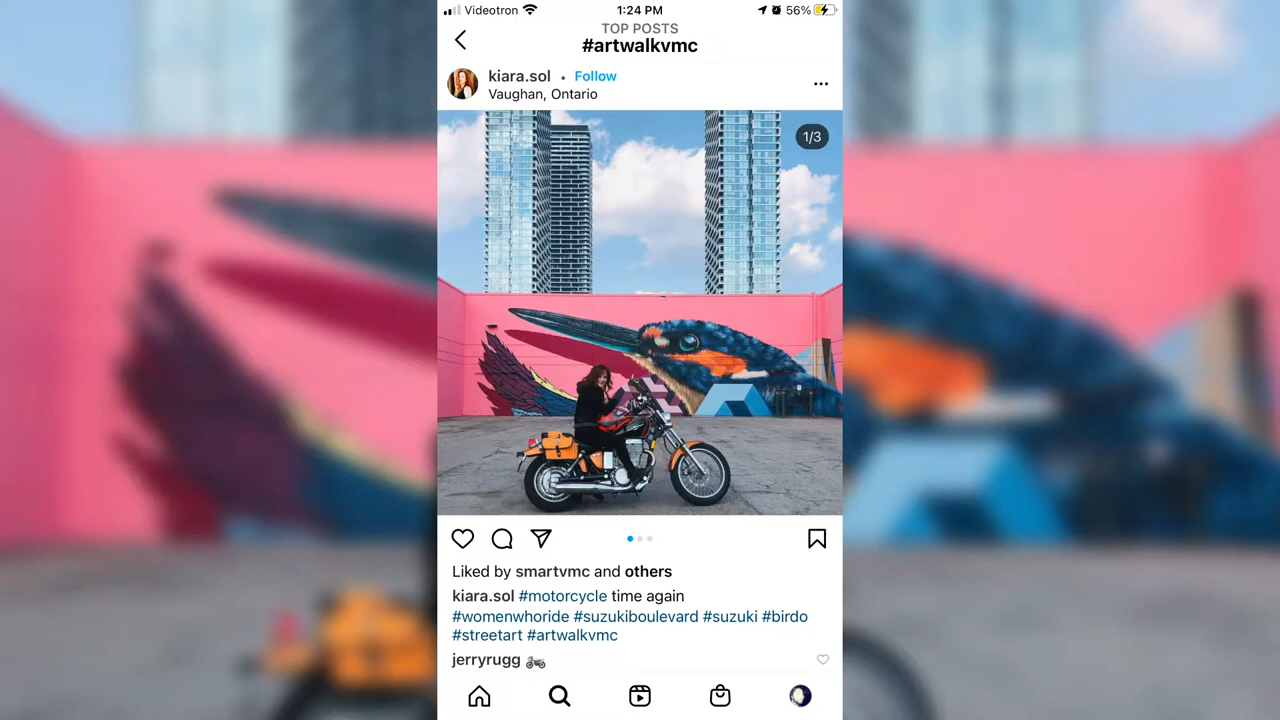 Videotron 1:24 PM 56%
TOP POSTS
#artwalkvmc
kiara.sol • Follow
Vaughan, Ontario
1/3
Liked by smartvmc and others
kiara.sol #motorcycle time again
#womenwhoride #suzukiboulevard #suzuki #birdo
#streetart #artwalkvmc
jerryrugg 🏍